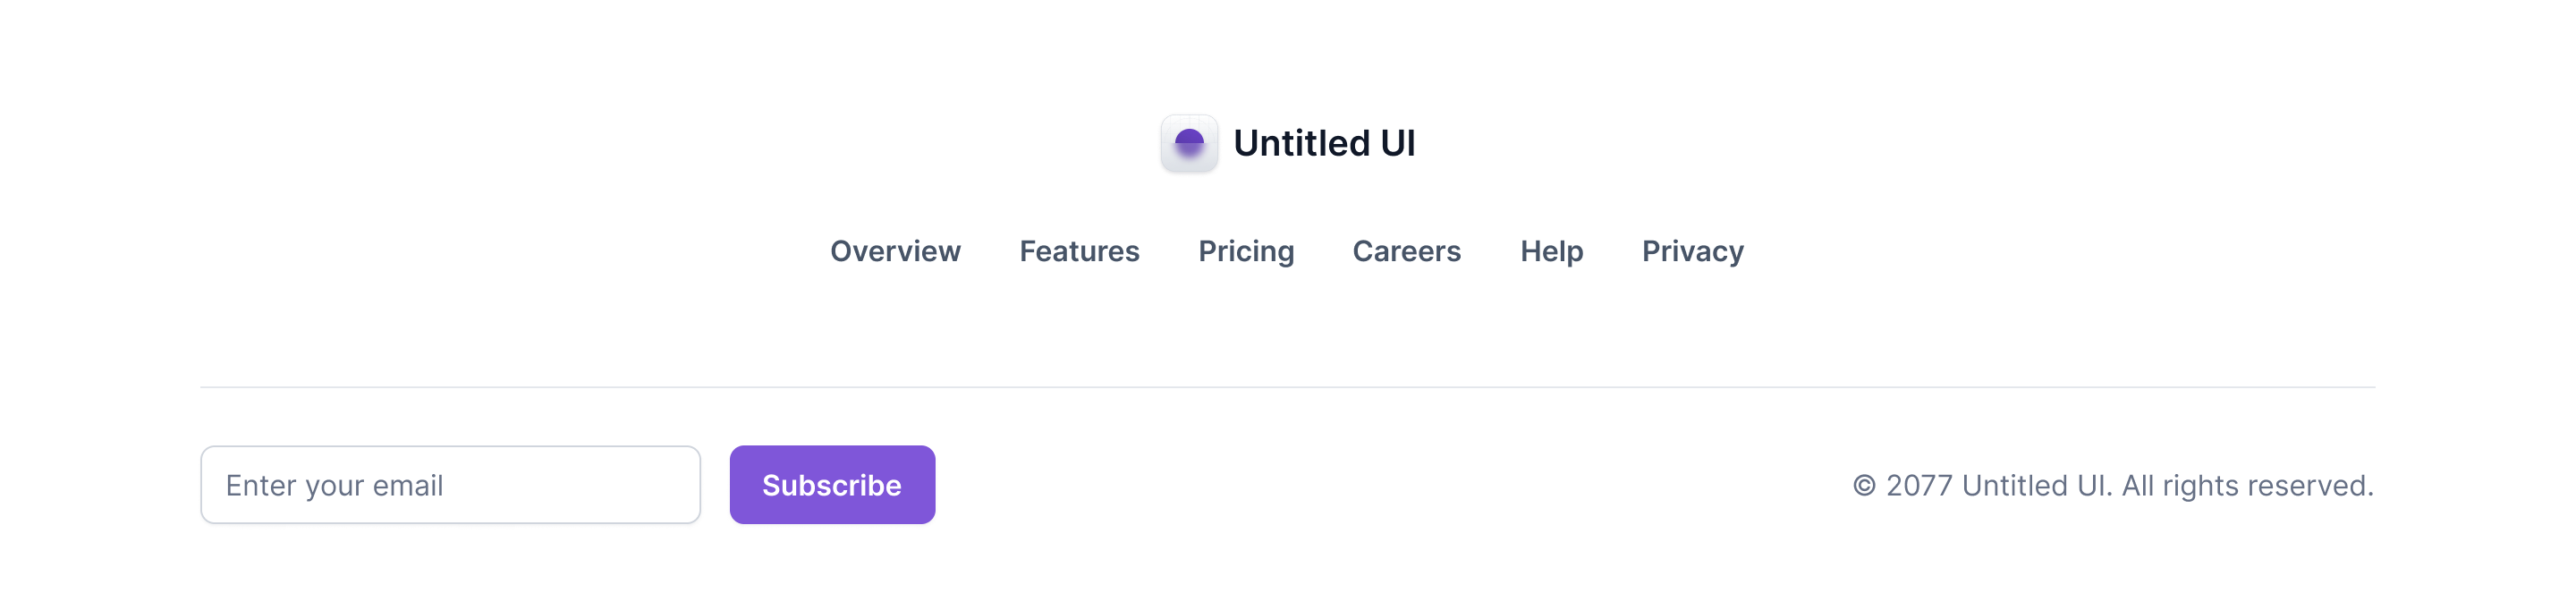 Untitled UI
Overview Features Pricing Careers Help Privacy
Enter your email Subscribe © 2077 Untitled UI. All rights reserved.